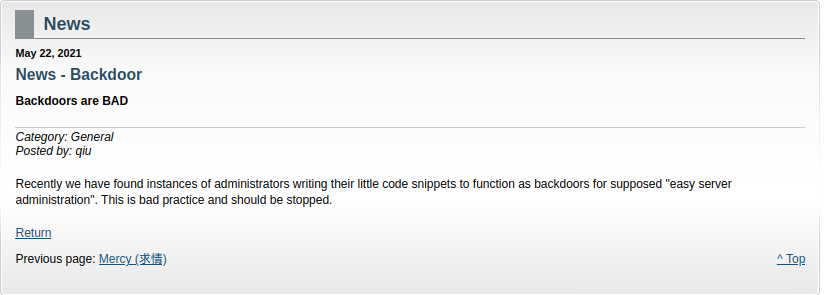 News
May 22, 2021
News - Backdoor
Backdoors are BAD
Category: General
Posted by: qiu
Recently we have found instances of administrators writing their little code snippets to function as backdoors for supposed "easy server
administration". This is bad practice and should be stopped.
Return
Previous page: Mercy (求情)
^ Top